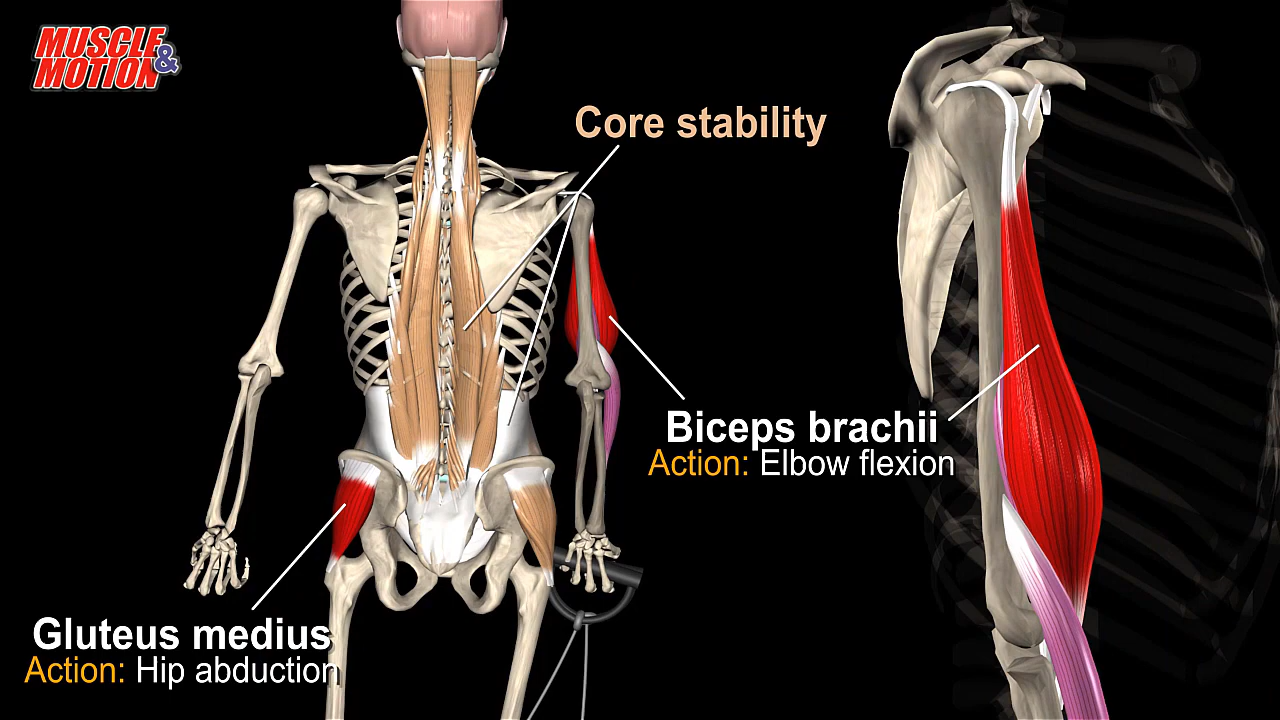 MUSCLE
& MOTION
Core stability
Biceps brachii
Action: Elbow flexion
Gluteus medius
Action: Hip abduction